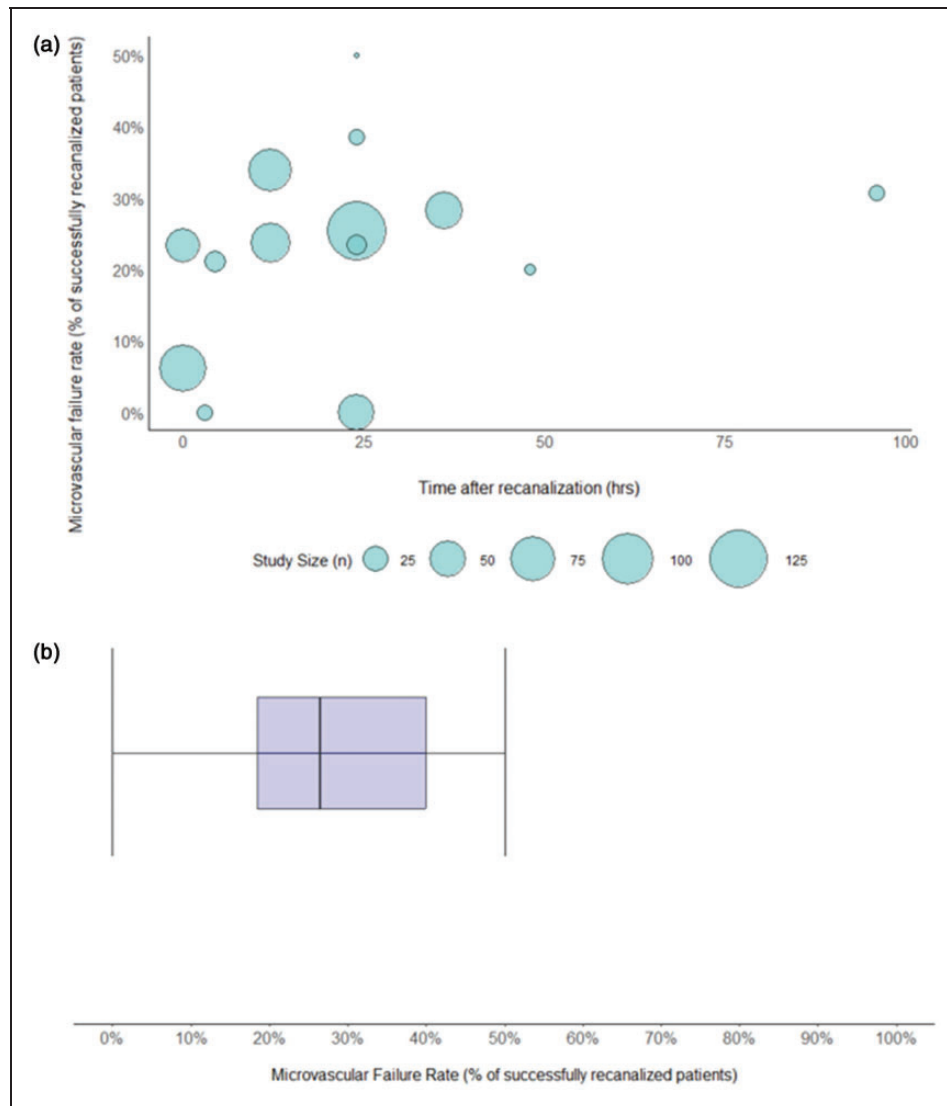 (a)
Microvascular failure rate (% of successfully recanalized patients)
50%
40%
30%
20%
10%
0%
0 25 50 75 100
Time after recanalization (hrs)
Study Size (n) 25 50 75 100 125
(b)
0% 10% 20% 30% 40% 50% 60% 70% 80% 90% 100%
Microvascular Failure Rate (% of successfully recanalized patients)